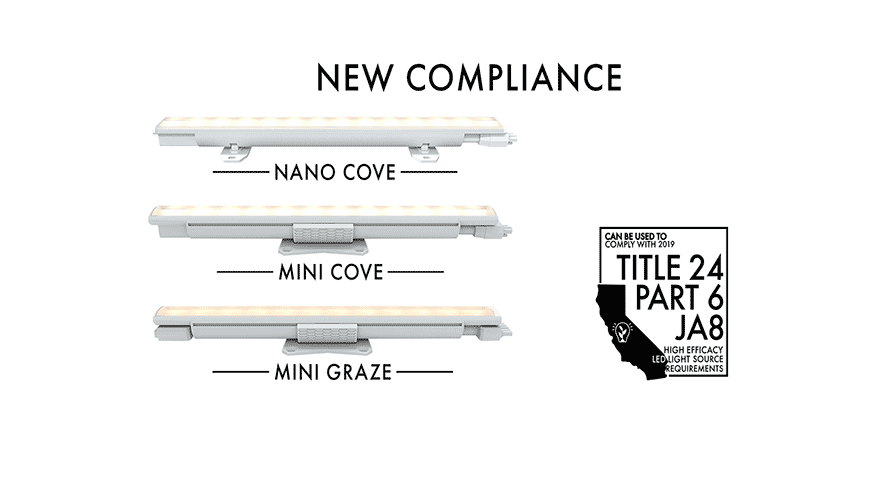 NEW COMPLIANCE
NANO COVE
MINI COVE
MINI GRAZE
CAN BE USED TO
COMPLY WITH 2019
TITLE 24
PART 6
JA8
HIGH EFFICACY
LED LIGHT SOURCE
REQUIREMENTS